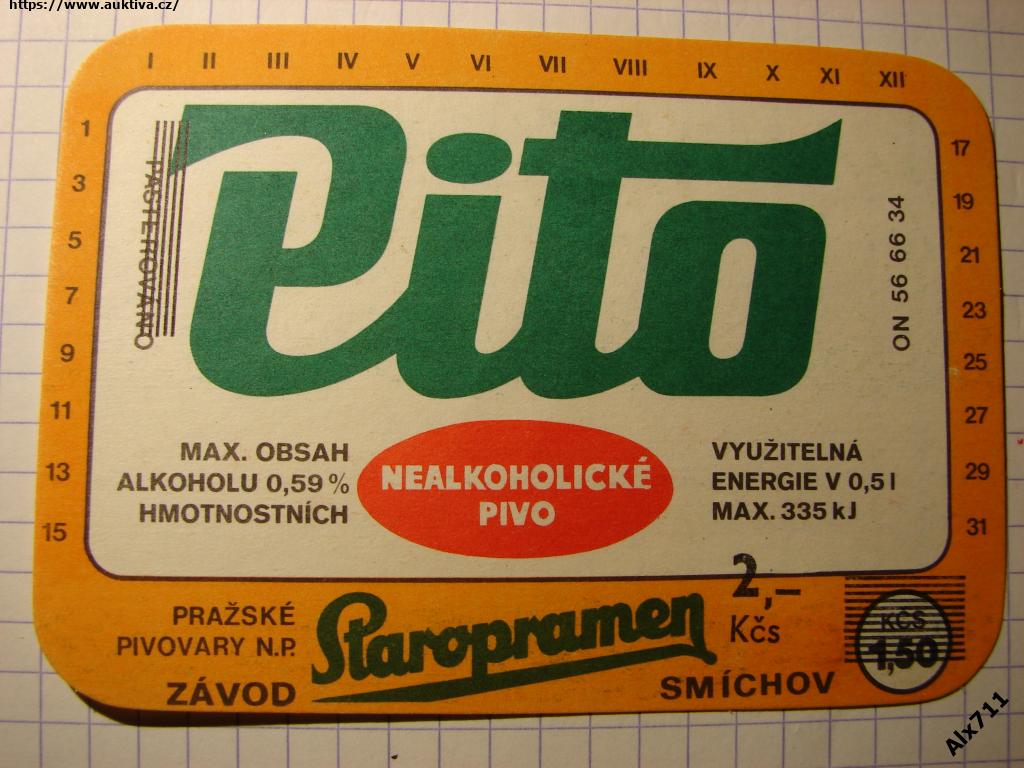 https://www.auktiva.cz/
I II III IV V VI VII VIII IX X XI XII
1
3
5
7
9
11
13
15
PASTEROVÁNO
Pito
ON 56 66 34
17
19
21
23
25
27
29
31
MAX. OBSAH
ALKOHOLU 0,59 %
HMOTNOSTNÍCH
NEALKOHOLICKÉ
PIVO
VYUŽITELNÁ
ENERGIE V 0,5 l
MAX. 335 kJ
PRAŽSKÉ
PIVOVARY N.P.
ZÁVOD
Staropramen
SMÍCHOV
2,–
Kčs
KČS
1,50
Alx711